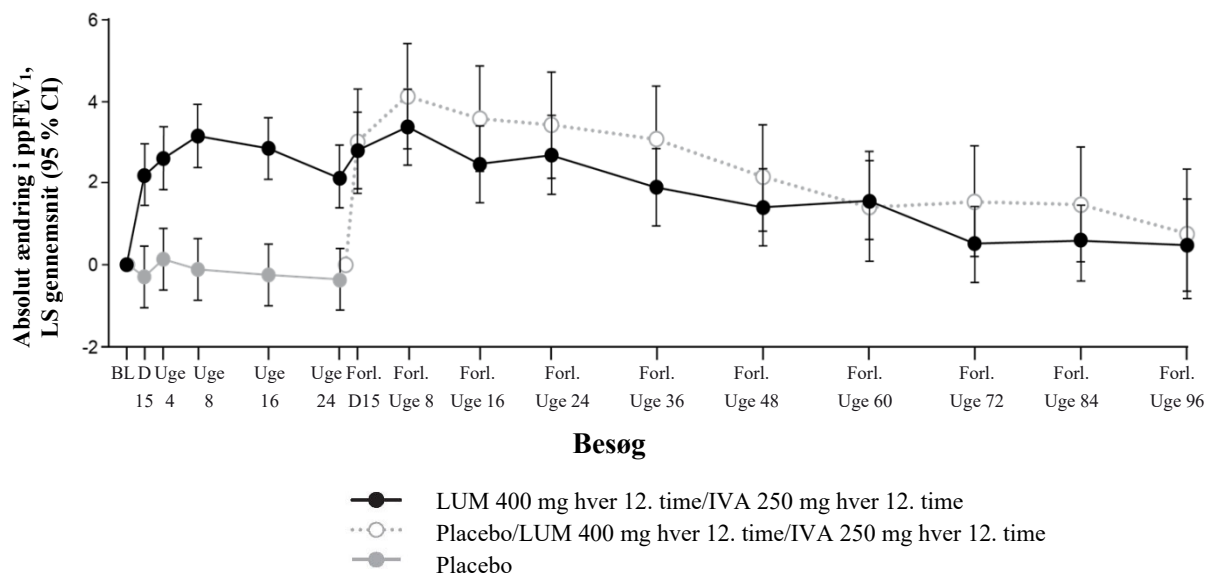 Absolut ændring i ppFEV1,
LS gennemsnit (95 % CI)
6
4
2
0
-2
BL D Uge Uge Uge Uge Forl. Forl. Forl. Forl. Forl. Forl. Forl. Forl. Forl. Forl.
15 4 8 16 24 D15 Uge 8 Uge 16 Uge 24 Uge 36 Uge 48 Uge 60 Uge 72 Uge 84 Uge 96
Besøg
LUM 400 mg hver 12. time/IVA 250 mg hver 12. time
Placebo/LUM 400 mg hver 12. time/IVA 250 mg hver 12. time
Placebo